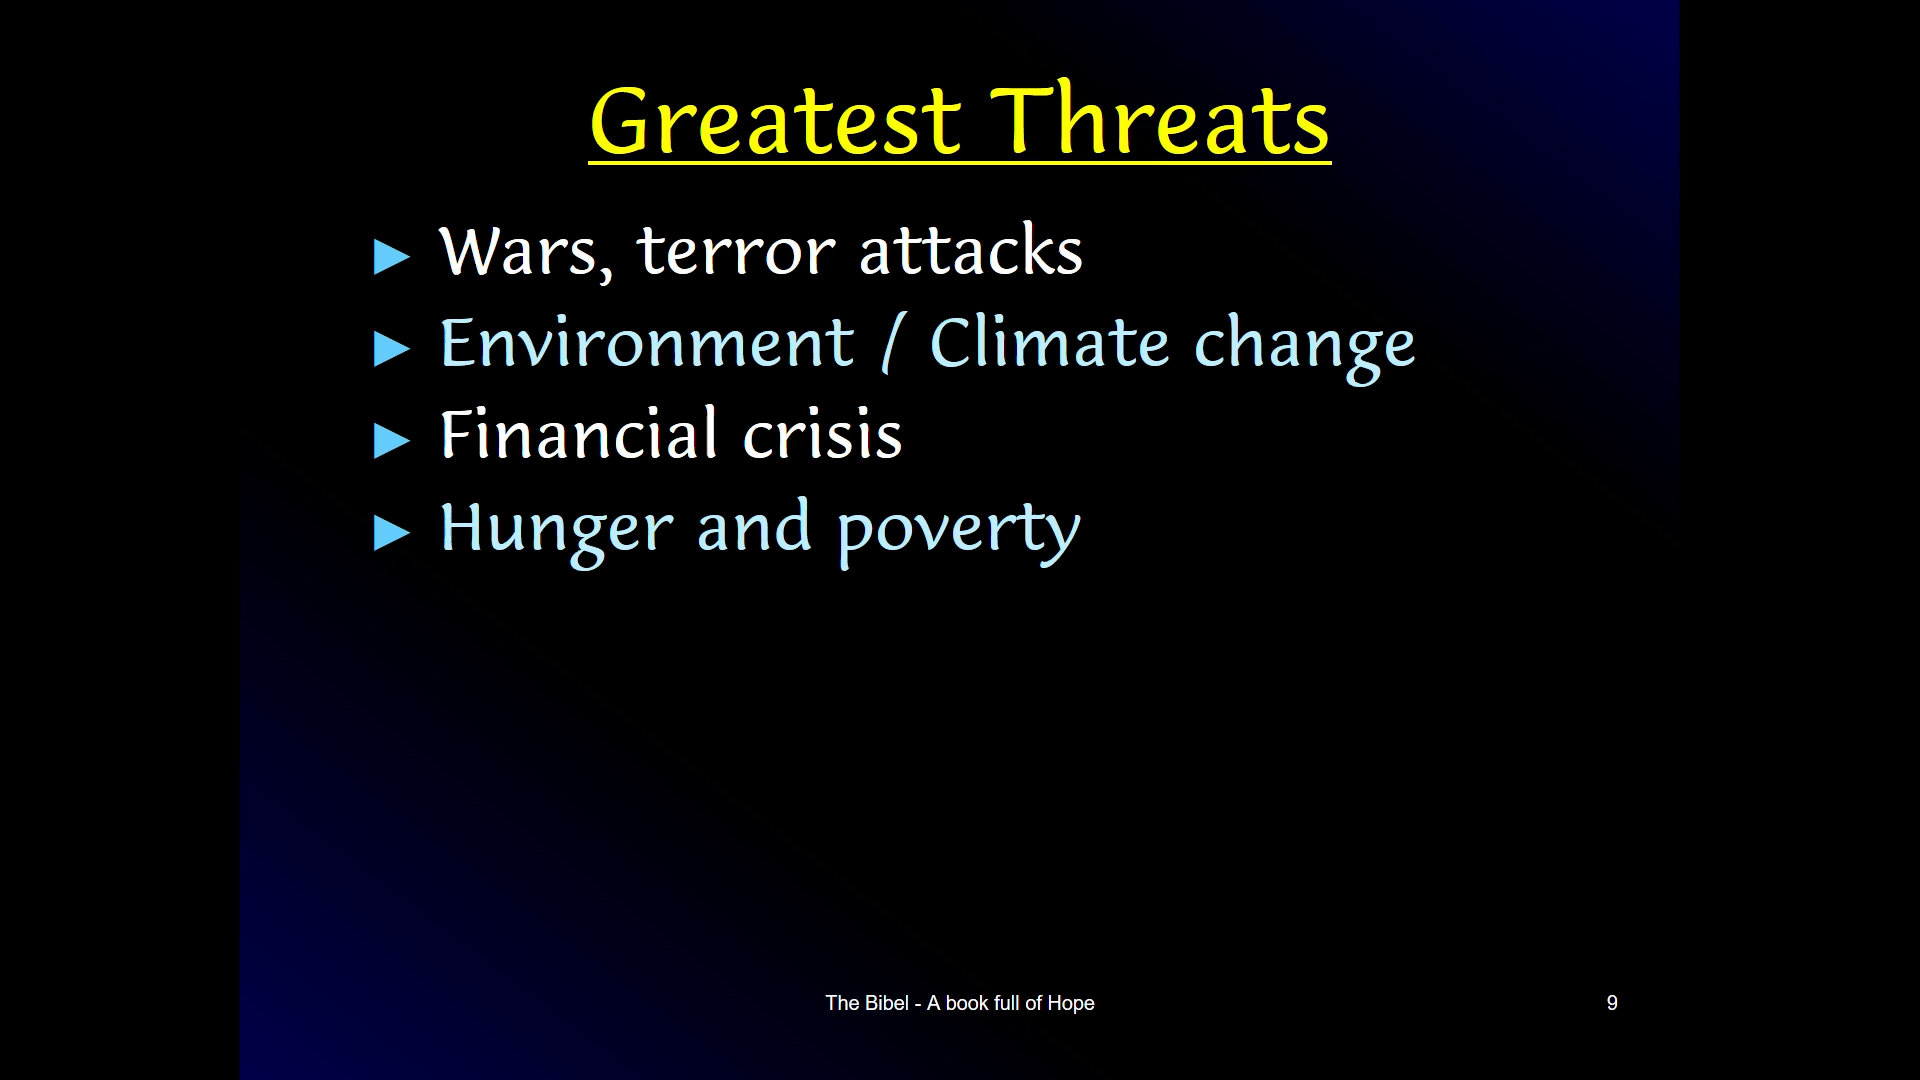 Greatest Threats
► Wars, terror attacks
► Environment / Climate change
► Financial crisis
► Hunger and poverty
The Bibel - A book full of Hope
9